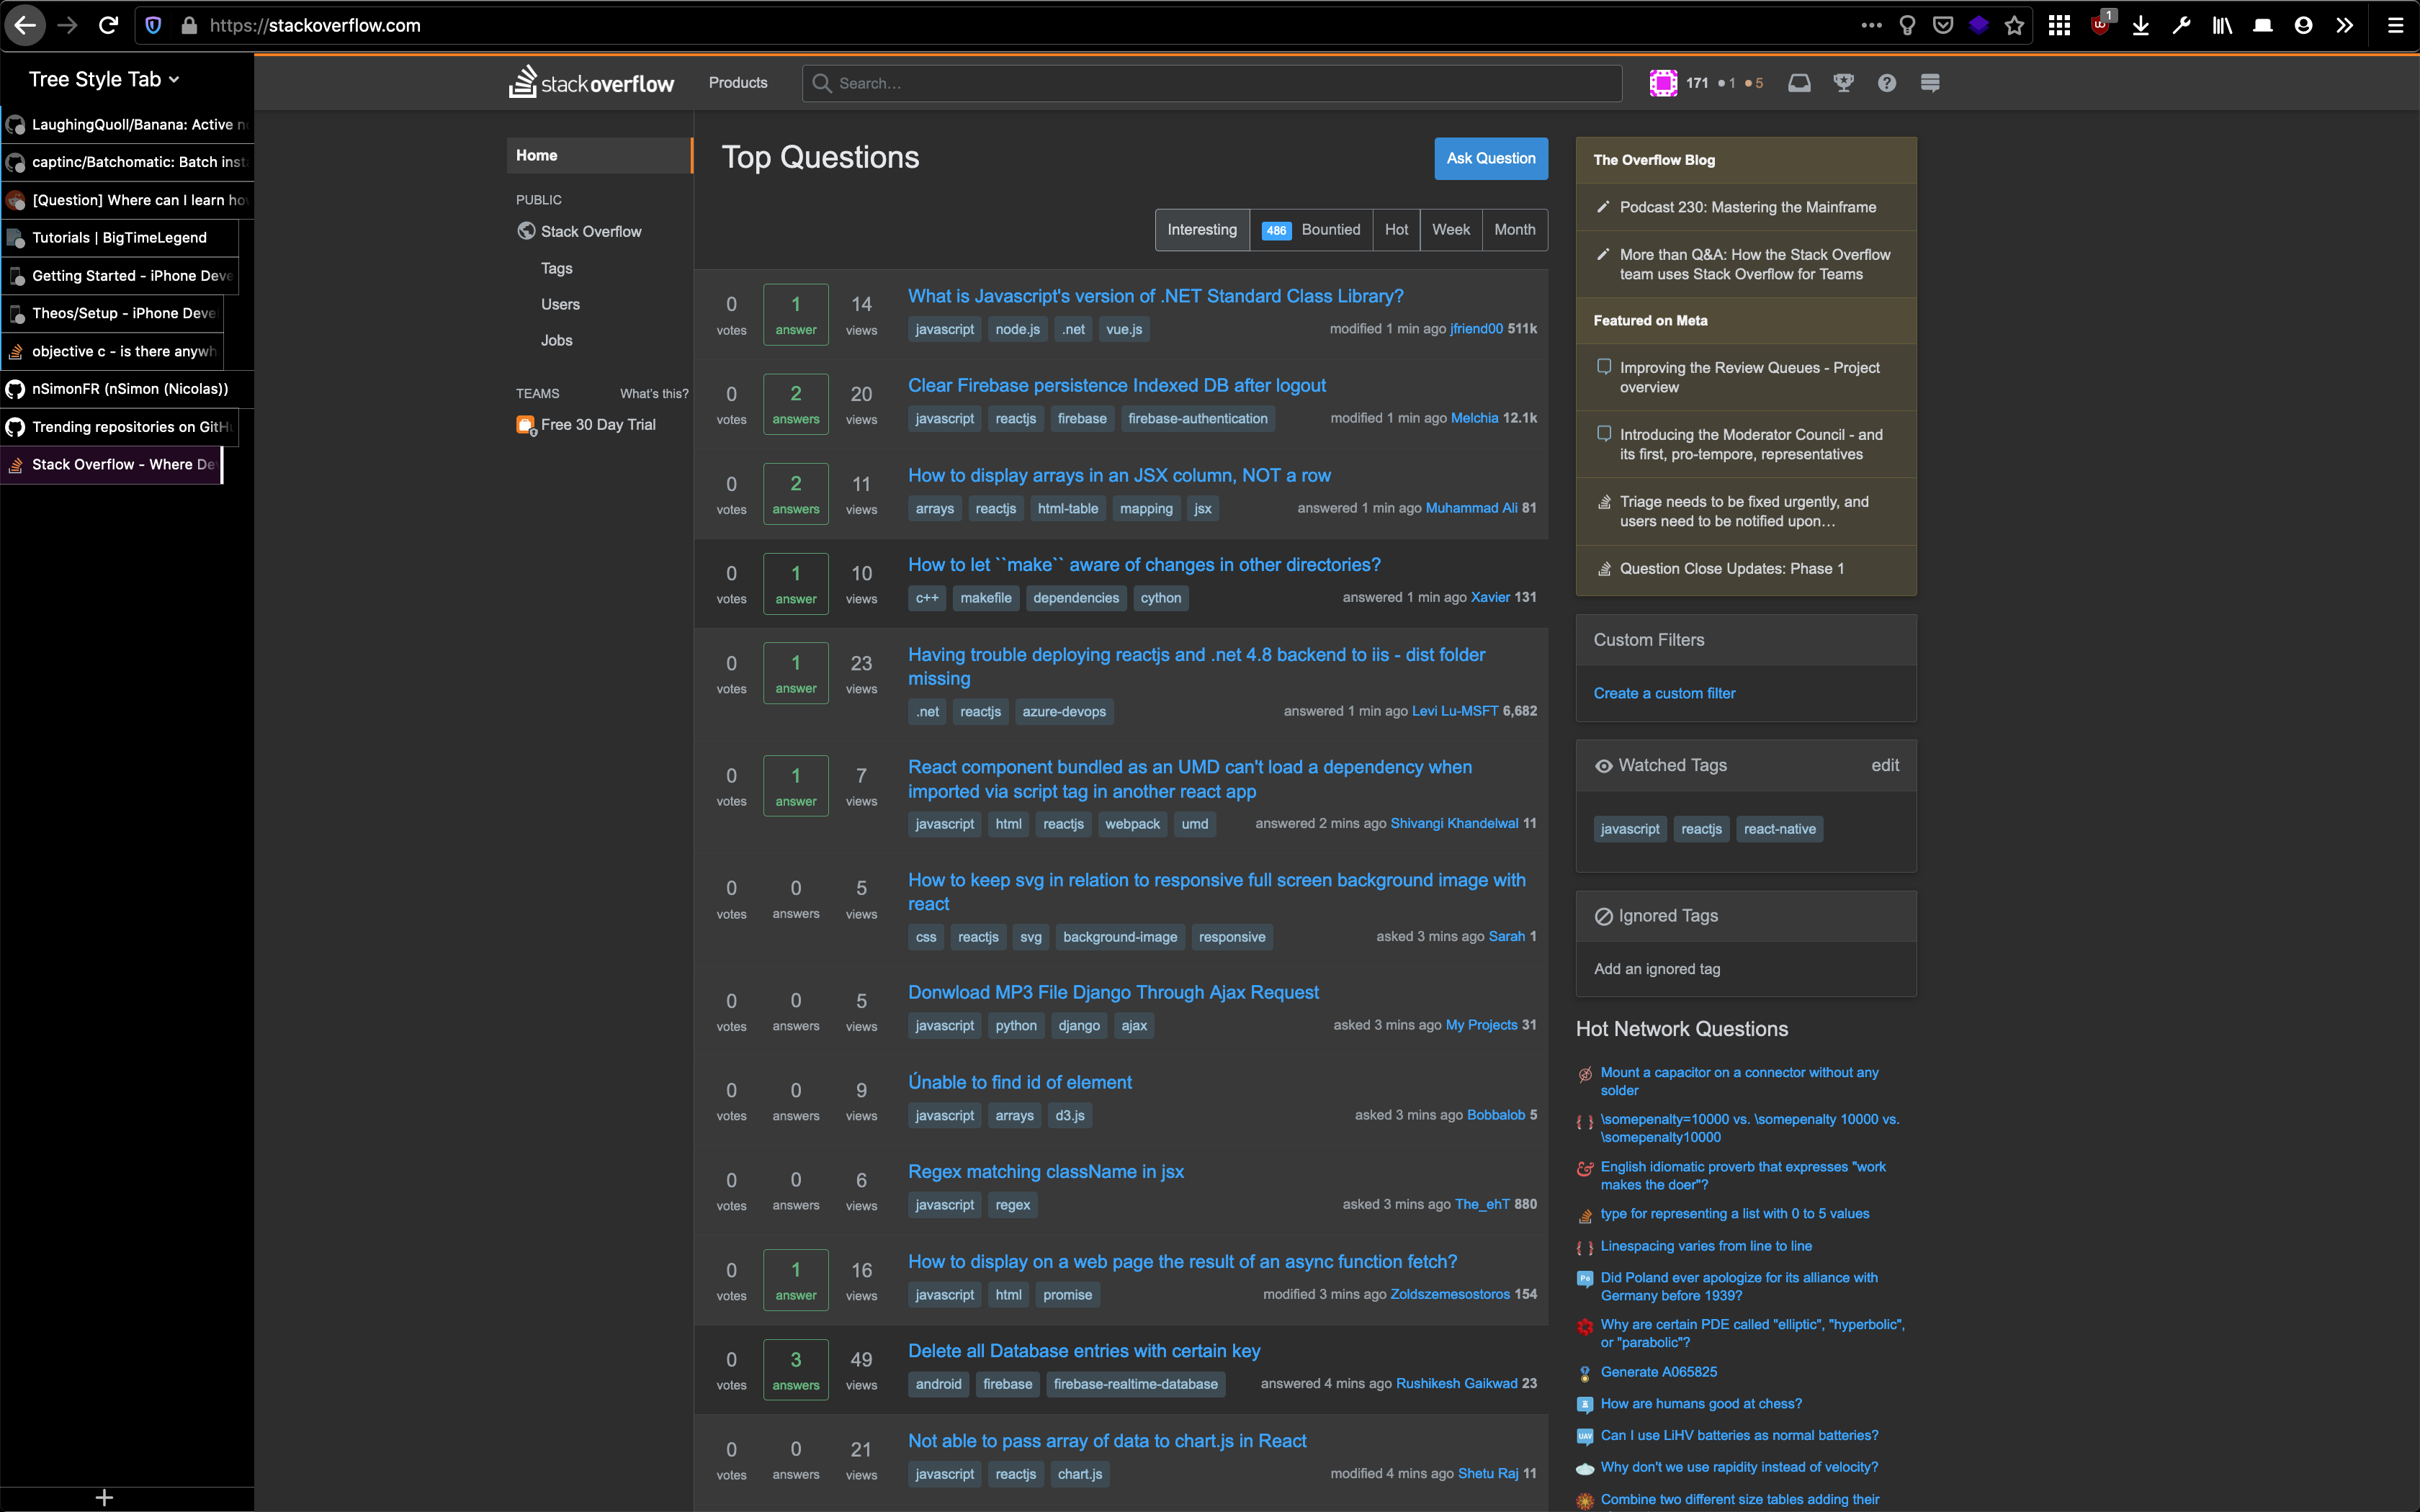 https://stackoverflow.com
1
Tree Style Tab
LaughingQuoll/Banana: Active n
captinc/Batchomatic: Batch inst
[Question] Where can I learn ho
Tutorials | BigTimeLegend
Getting Started - iPhone Deve
Theos/Setup - iPhone Deve
objective c - is there anywh
nSimonFR (nSimon (Nicolas))
Trending repositories on GitH
Stack Overflow - Where De
stackoverflow
Products
Search...
171 1 5
Home
PUBLIC
Stack Overflow
Tags
Users
Jobs
TEAMS What's this?
Free 30 Day Trial
Top Questions
Ask Question
Interesting 486 Bountied Hot Week Month
0 votes 1 answer 14 views
What is Javascript's version of .NET Standard Class Library?
javascript node.js .net vue.js
modified 1 min ago jfriend00 511k
0 votes 2 answers 20 views
Clear Firebase persistence Indexed DB after logout
javascript reactjs firebase firebase-authentication
modified 1 min ago Melchia 12.1k
0 votes 2 answers 11 views
How to display arrays in an JSX column, NOT a row
arrays reactjs html-table mapping jsx
answered 1 min ago Muhammad Ali 81
0 votes 1 answer 10 views
How to let ``make`` aware of changes in other directories?
c++ makefile dependencies cython
answered 1 min ago Xavier 131
0 votes 1 answer 23 views
Having trouble deploying reactjs and .net 4.8 backend to iis - dist folder
missing
.net reactjs azure-devops
answered 1 min ago Levi Lu-MSFT 6,682
0 votes 1 answer 7 views
React component bundled as an UMD can't load a dependency when
imported via script tag in another react app
javascript html reactjs webpack umd
answered 2 mins ago Shivangi Khandelwal 11
0 votes 0 answers 5 views
How to keep svg in relation to responsive full screen background image with
react
css reactjs svg background-image responsive
asked 3 mins ago Sarah 1
0 votes 0 answers 5 views
Donwload MP3 File Django Through Ajax Request
javascript python django ajax
asked 3 mins ago My Projects 31
0 votes 0 answers 9 views
Únable to find id of element
javascript arrays d3.js
asked 3 mins ago Bobbalob 5
0 votes 0 answers 6 views
Regex matching className in jsx
javascript regex
asked 3 mins ago The_ehT 880
0 votes 1 answer 16 views
How to display on a web page the result of an async function fetch?
javascript html promise
modified 3 mins ago Zoldszemesostoros 154
0 votes 3 answers 49 views
Delete all Database entries with certain key
android firebase firebase-realtime-database
answered 4 mins ago Rushikesh Gaikwad 23
0 votes 0 answers 21 views
Not able to pass array of data to chart.js in React
javascript reactjs chart.js
modified 4 mins ago Shetu Raj 11
The Overflow Blog
Podcast 230: Mastering the Mainframe
More than Q&A: How the Stack Overflow
team uses Stack Overflow for Teams
Featured on Meta
Improving the Review Queues - Project
overview
Introducing the Moderator Council - and
its first, pro-tempore, representatives
Triage needs to be fixed urgently, and
users need to be notified upon...
Question Close Updates: Phase 1
Custom Filters
Create a custom filter
Watched Tags edit
javascript reactjs react-native
Ignored Tags
Add an ignored tag
Hot Network Questions
Mount a capacitor on a connector without any
solder
\somepenalty=10000 vs. \somepenalty 10000 vs.
\somepenalty10000
English idiomatic proverb that expresses "work
makes the doer"?
type for representing a list with 0 to 5 values
Linespacing varies from line to line
Did Poland ever apologize for its alliance with
Germany before 1939?
Why are certain PDE called "elliptic", "hyperbolic",
or "parabolic"?
Generate A065825
How are humans good at chess?
Can I use LiHV batteries as normal batteries?
Why don't we use rapidity instead of velocity?
Combine two different size tables adding their